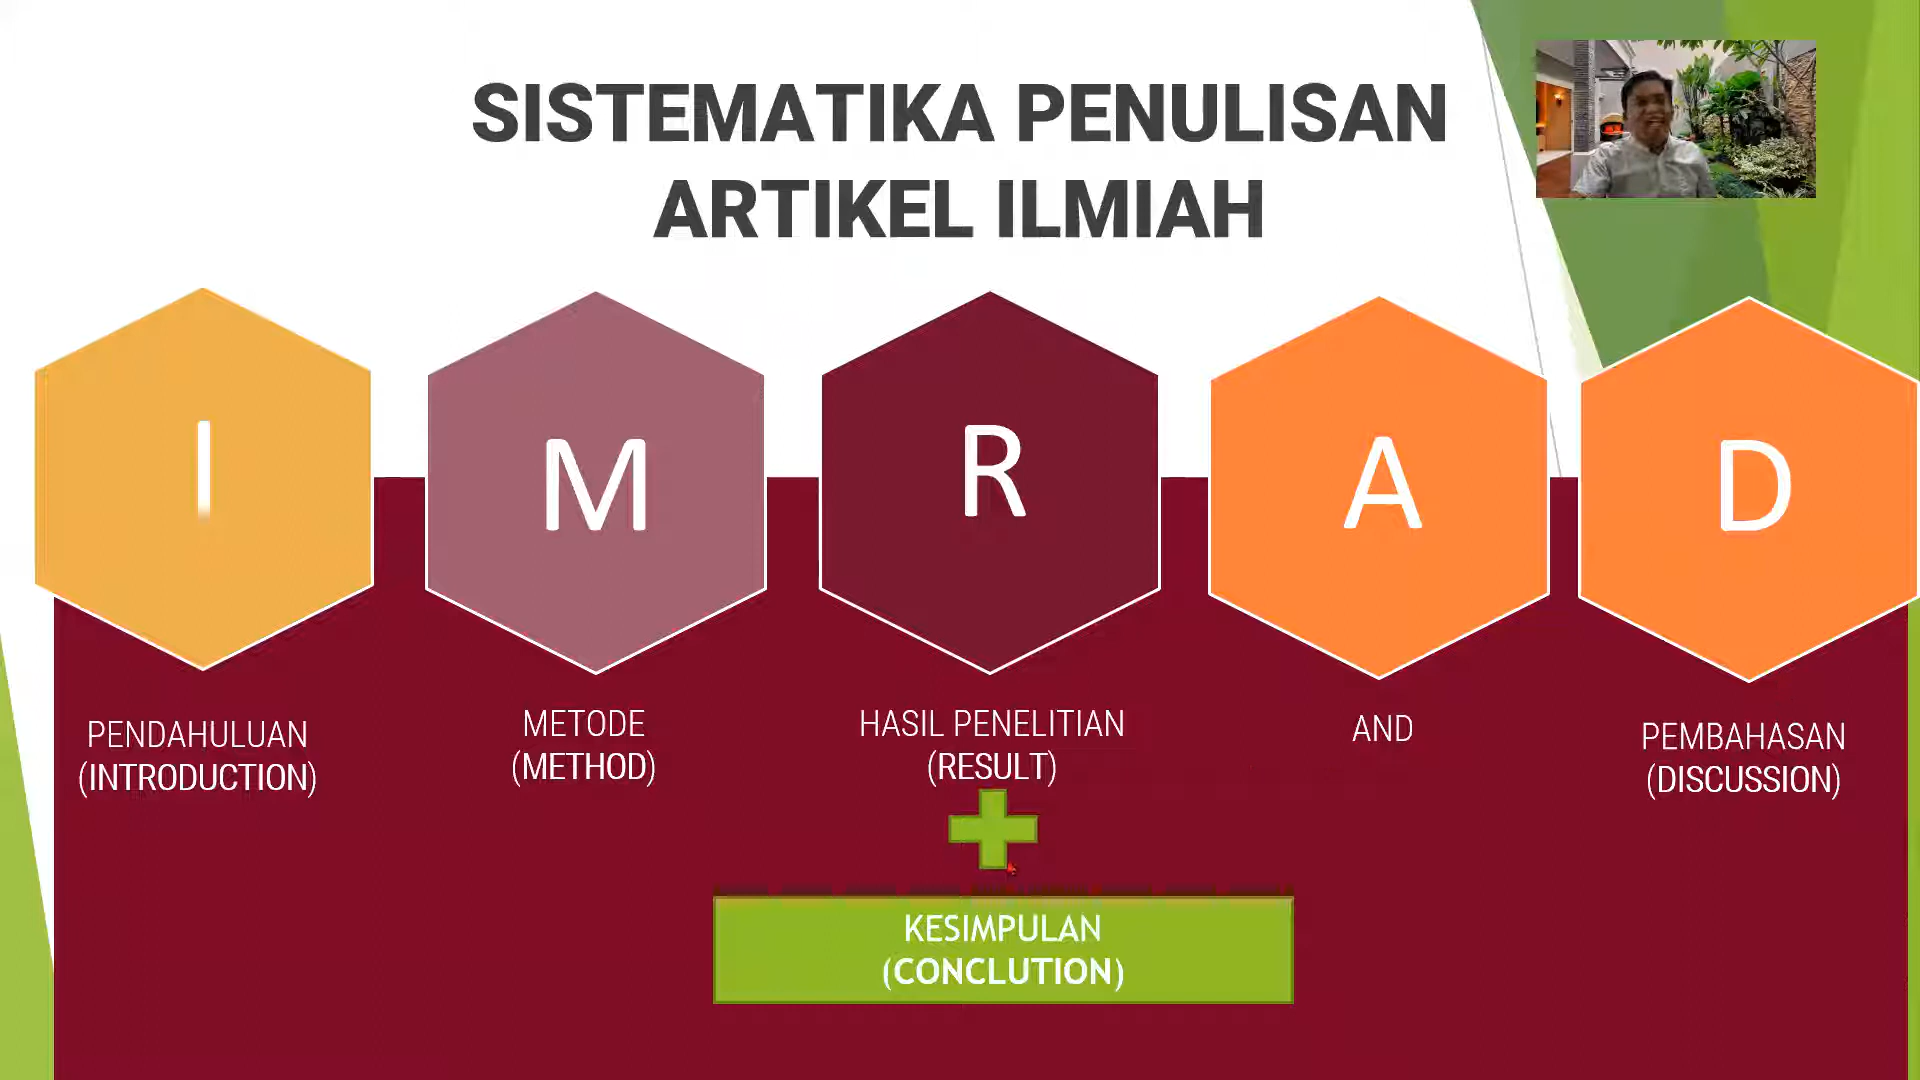 SISTEMATIKA PENULISAN
ARTIKEL ILMIAH
I
M
R
A
D
PENDAHULUAN
(INTRODUCTION)
METODE
(METHOD)
HASIL PENELITIAN
(RESULT)
AND
PEMBAHASAN
(DISCUSSION)
KESIMPULAN
(CONCLUTION)